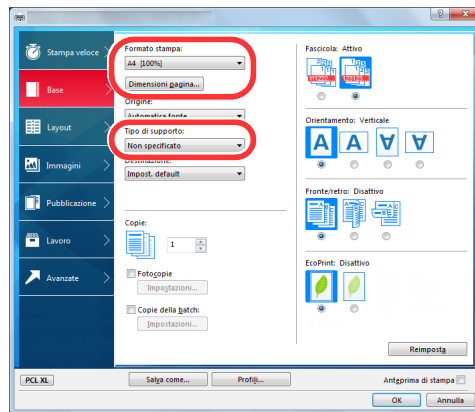 Stampa veloce
Base
Layout
Immagini
Pubblicazione
Lavoro
Avanzate
Formato stampa:
A4 [100%]
Dimensioni pagina...
Origine:
Automatica fonte
Tipo di supporto:
Non specificato
Destinazione:
Impost. default
Copie:
1
Fotocopie
Impostazioni...
Copie della batch:
Impostazioni...
Fascicola: Attivo
111222 123123
Orientamento: Verticale
A A A A
Fronte/retro: Disattivo
EcoPrint: Disattivo
Reimposta
PCL XL
Salva come...
Profili...
Anteprima di stampa
OK
Annulla